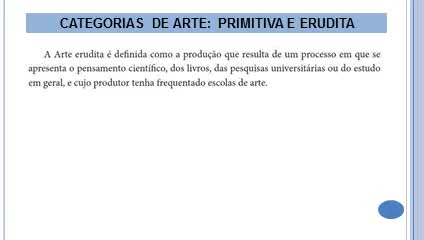 CATEGORIAS DE ARTE: PRIMITIVA E ERUDITA
A Arte erudita é definida como a produção que resulta de um processo em que se
apresenta o pensamento científico, dos livros, das pesquisas universitárias ou do estudo
em geral, e cujo produtor tenha frequentado escolas de arte.